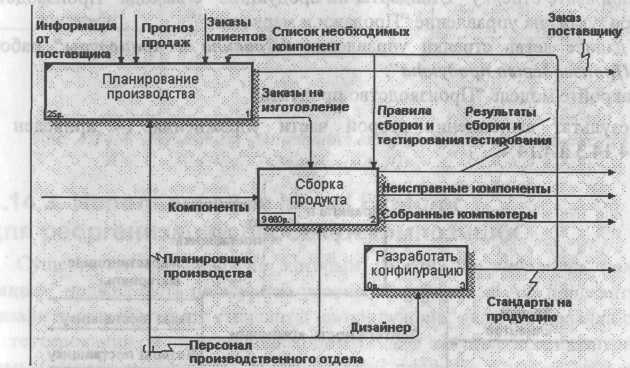 Информация
от
поставщика
Прогноз
продаж
Заказы
клиентов
Список необходимых
компонент
Заказ
поставщику
Планирование
производства
25р.
1
Заказы на
изготовление
Правила
сборки и
тестирования
Результаты
сборки и
тестирования
Сборка
продукта
2
Компоненты
Неисправные компоненты
Собранные компьютеры
Планировщик
производства
Разработать
конфигурацию
0р.
3
Стандарты на
продукцию
Дизайнер
Персонал
производственного отдела